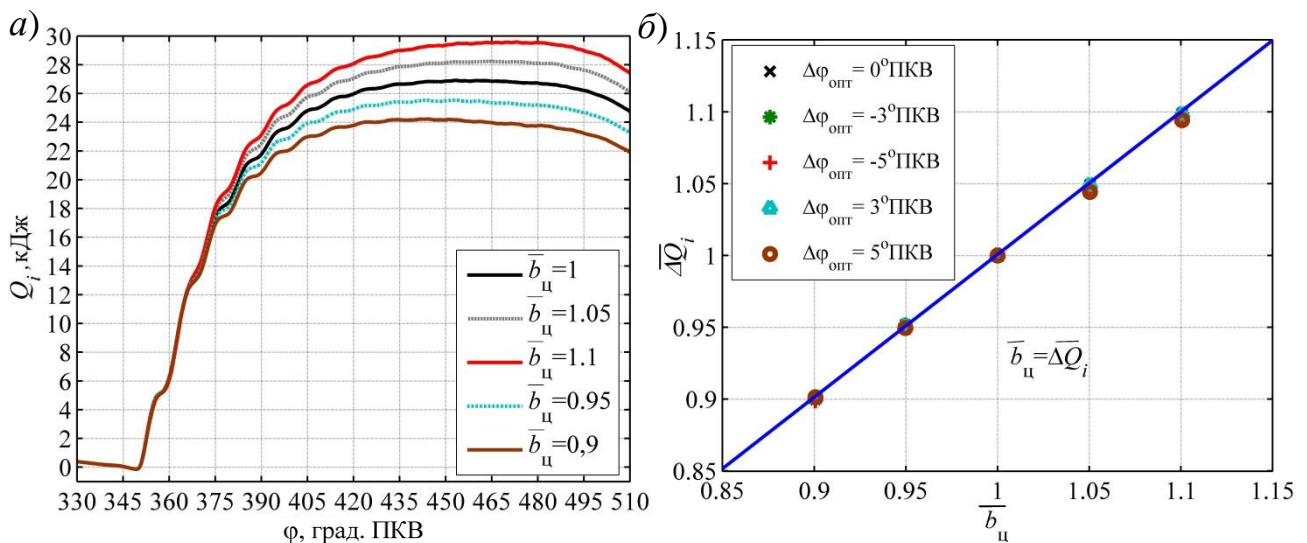 а)
Q_i, кДж
30
28
26
24
22
20
18
16
14
12
10
8
6
4
2
0
330 345 360 375 390 405 420 435 450 465 480 495 510
φ, град. ПКВ
b̅_ц=1
b̅_ц=1.05
b̅_ц=1.1
b̅_ц=0.95
b̅_ц=0,9
б)
Δ̅Q̅_i
1.15
1.1
1.05
1
0.95
0.9
0.85
0.85 0.9 0.95 1 1.05 1.1 1.15
b̅_ц
Δφ_опт= 0°ПКВ
Δφ_опт= -3°ПКВ
Δφ_опт= -5°ПКВ
Δφ_опт= 3°ПКВ
Δφ_опт= 5°ПКВ
b̅_ц=Δ̅Q̅_i